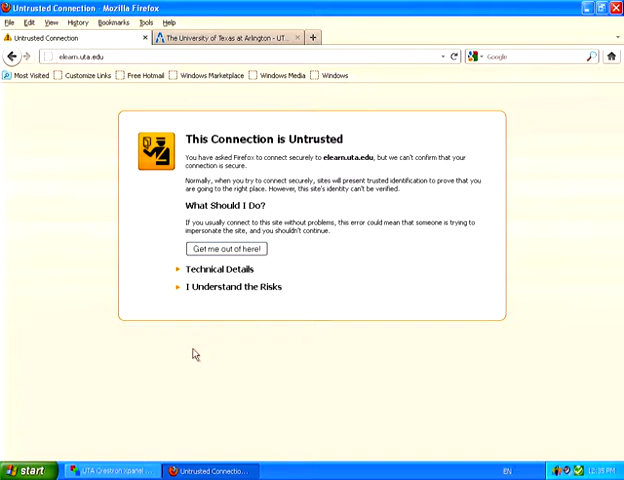 Untrusted Connection - Mozilla Firefox
File Edit View History Bookmarks Tools Help
Untrusted Connection
The University of Texas at Arlington - UT...
elearn.uta.edu
Google
Most Visited Customize Links Free Hotmail Windows Marketplace Windows Media Windows
This Connection is Untrusted
You have asked Firefox to connect securely to elearn.uta.edu, but we can't confirm that your
connection is secure.
Normally, when you try to connect securely, sites will present trusted identification to prove that you
are going to the right place. However, this site's identity can't be verified.
What Should I Do?
If you usually connect to this site without problems, this error could mean that someone is trying to
impersonate the site, and you shouldn't continue.
Get me out of here!
Technical Details
I Understand the Risks
start
UTA Crestron Xpanel ...
Untrusted Connectio...
EN
12:35 PM